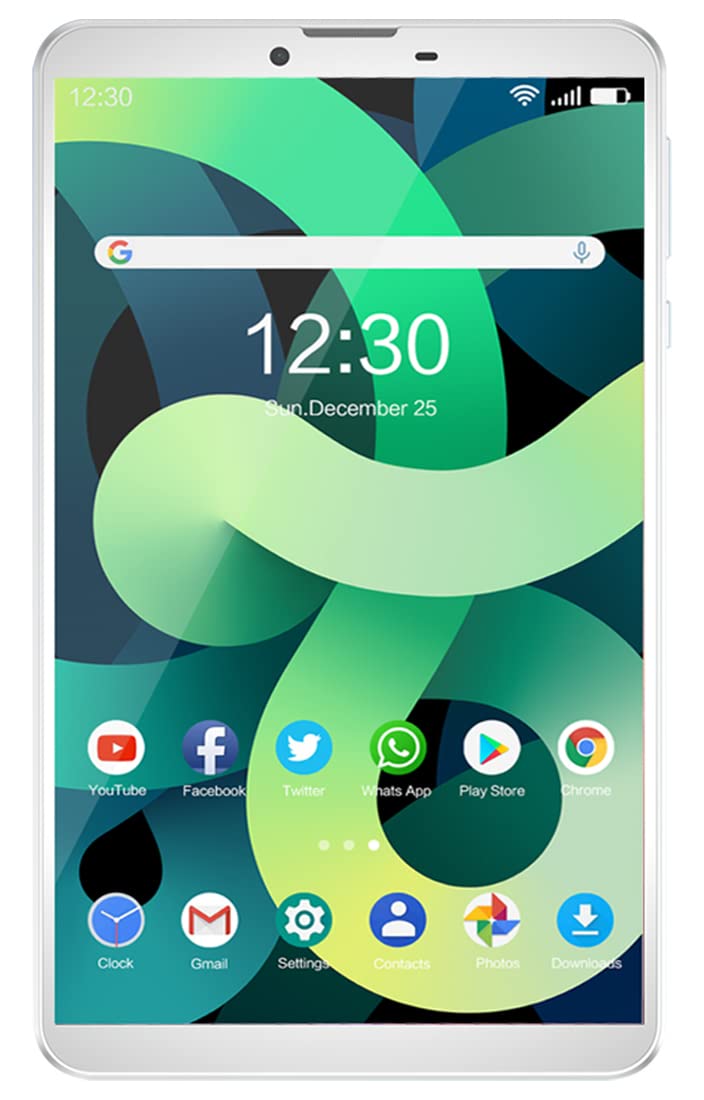 12:30
G
12:30
Sun.December 25
YouTube Facebook Twitter Whats App Play Store Chrome
Clock Gmail Settings Contacts Photos Downloads